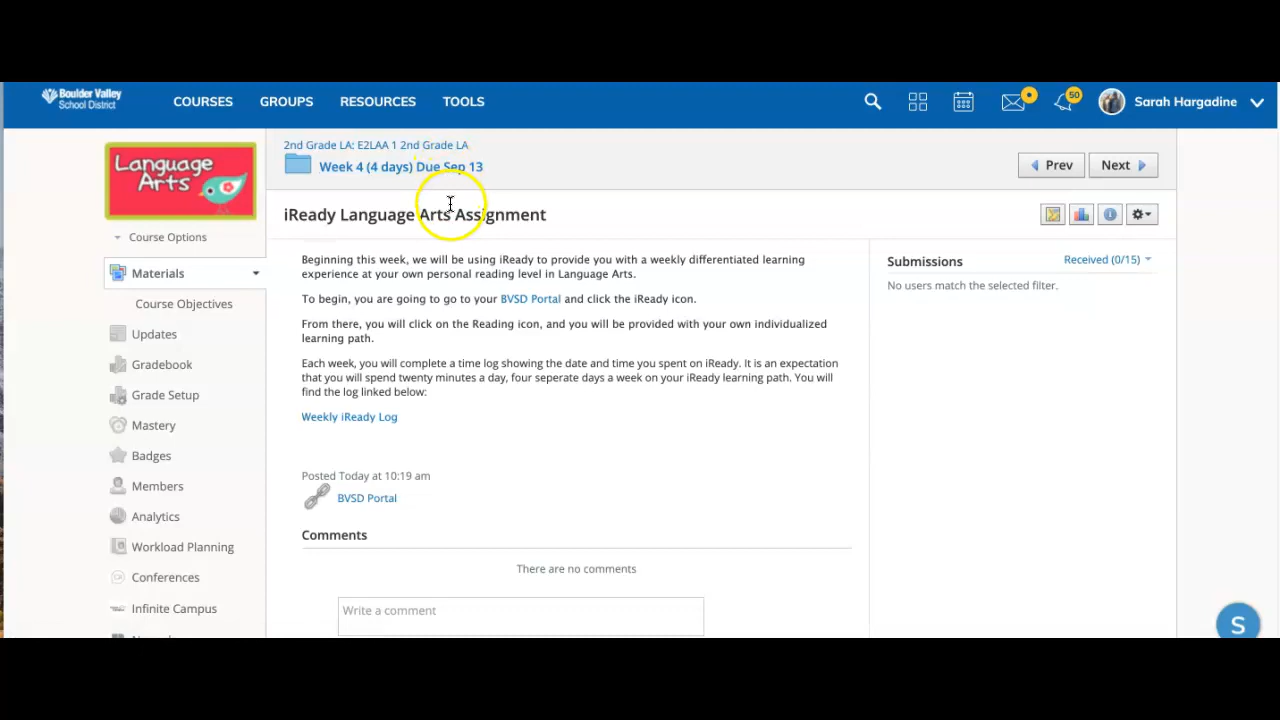 Boulder Valley
School District
COURSES GROUPS RESOURCES TOOLS
50
Sarah Hargadine
Language
Arts
2nd Grade LA: E2LAA 1 2nd Grade LA
Week 4 (4 days) Due Sep 13
Prev
Next
iReady Language Arts Assignment
Course Options
Materials
Course Objectives
Updates
Gradebook
Grade Setup
Mastery
Badges
Members
Analytics
Workload Planning
Conferences
Infinite Campus
Beginning this week, we will be using iReady to provide you with a weekly differentiated learning
experience at your own personal reading level in Language Arts.
To begin, you are going to go to your BVSD Portal and click the iReady icon.
From there, you will click on the Reading icon, and you will be provided with your own individualized
learning path.
Each week, you will complete a time log showing the date and time you spent on iReady. It is an expectation
that you will spend twenty minutes a day, four seperate days a week on your iReady learning path. You will
find the log linked below:
Weekly iReady Log
Posted Today at 10:19 am
BVSD Portal
Comments
There are no comments
Write a comment
Submissions
Received (0/15)
No users match the selected filter.
S